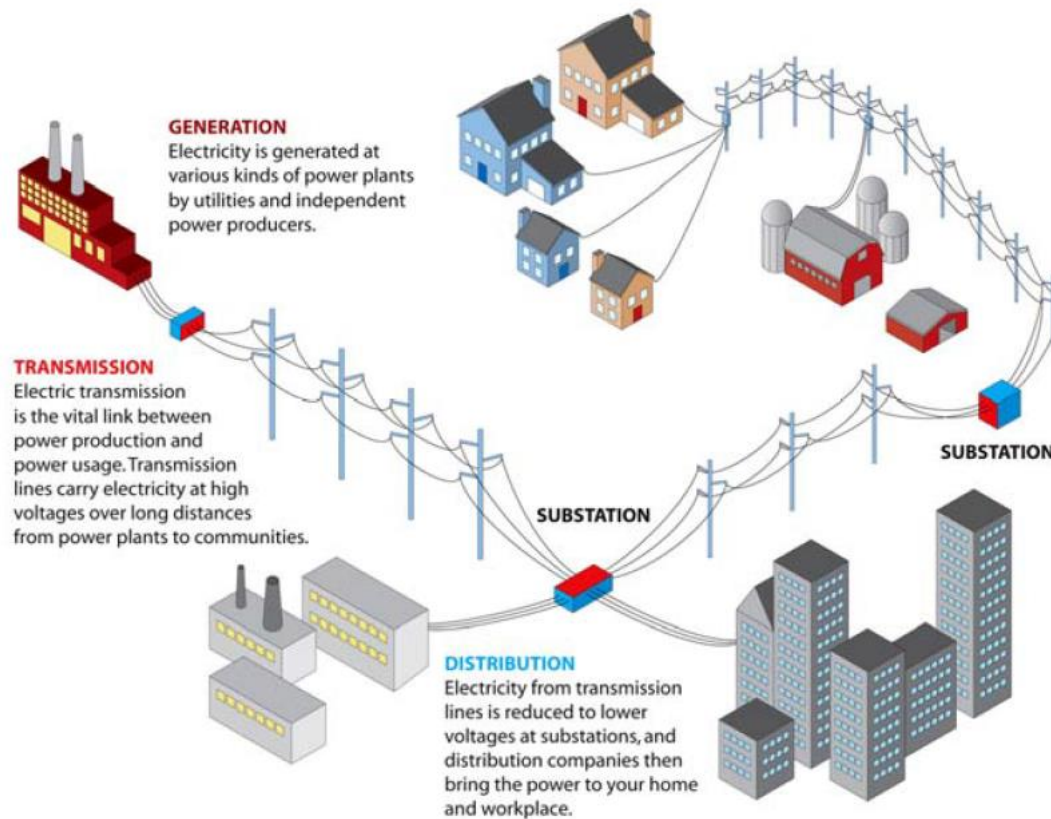 GENERATION
Electricity is generated at
various kinds of power plants
by utilities and independent
power producers.
TRANSMISSION
Electric transmission
is the vital link between
power production and
power usage. Transmission
lines carry electricity at high
voltages over long distances
from power plants to communities.
SUBSTATION
SUBSTATION
DISTRIBUTION
Electricity from transmission
lines is reduced to lower
voltages at substations, and
distribution companies then
bring the power to your home
and workplace.